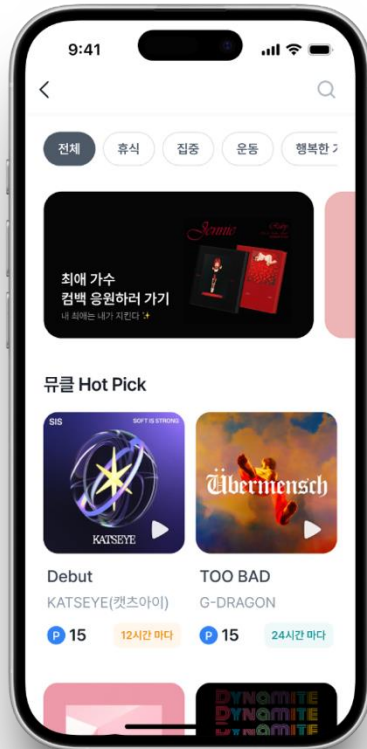 9:41
전체
휴식
집중
운동
행복한
Jennie
Ruby
최애 가수
컴백 응원하러 가기
내 최애는 내가 지킨다
뮤클 Hot Pick
SIS
SOFT IS STRONG
KATSEYE
Übermensch
Debut
TOO BAD
KATSEYE(캣츠아이)
G-DRAGON
P 15
12시간 마다
P 15
24시간 마다
DYNAMITE
DYNAMITE
DYNAMITE